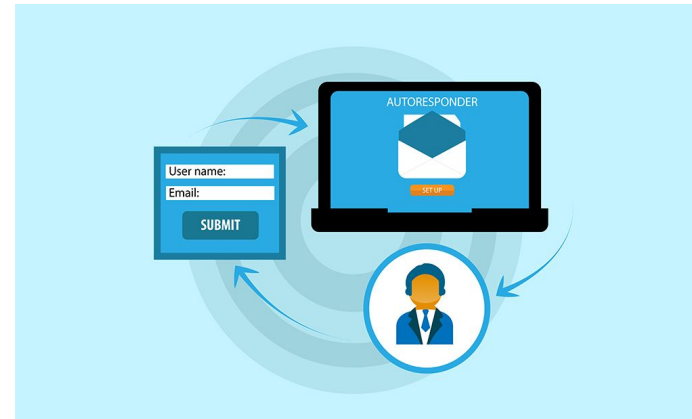 AUTORESPONDER
SET UP
User name:
Email:
SUBMIT